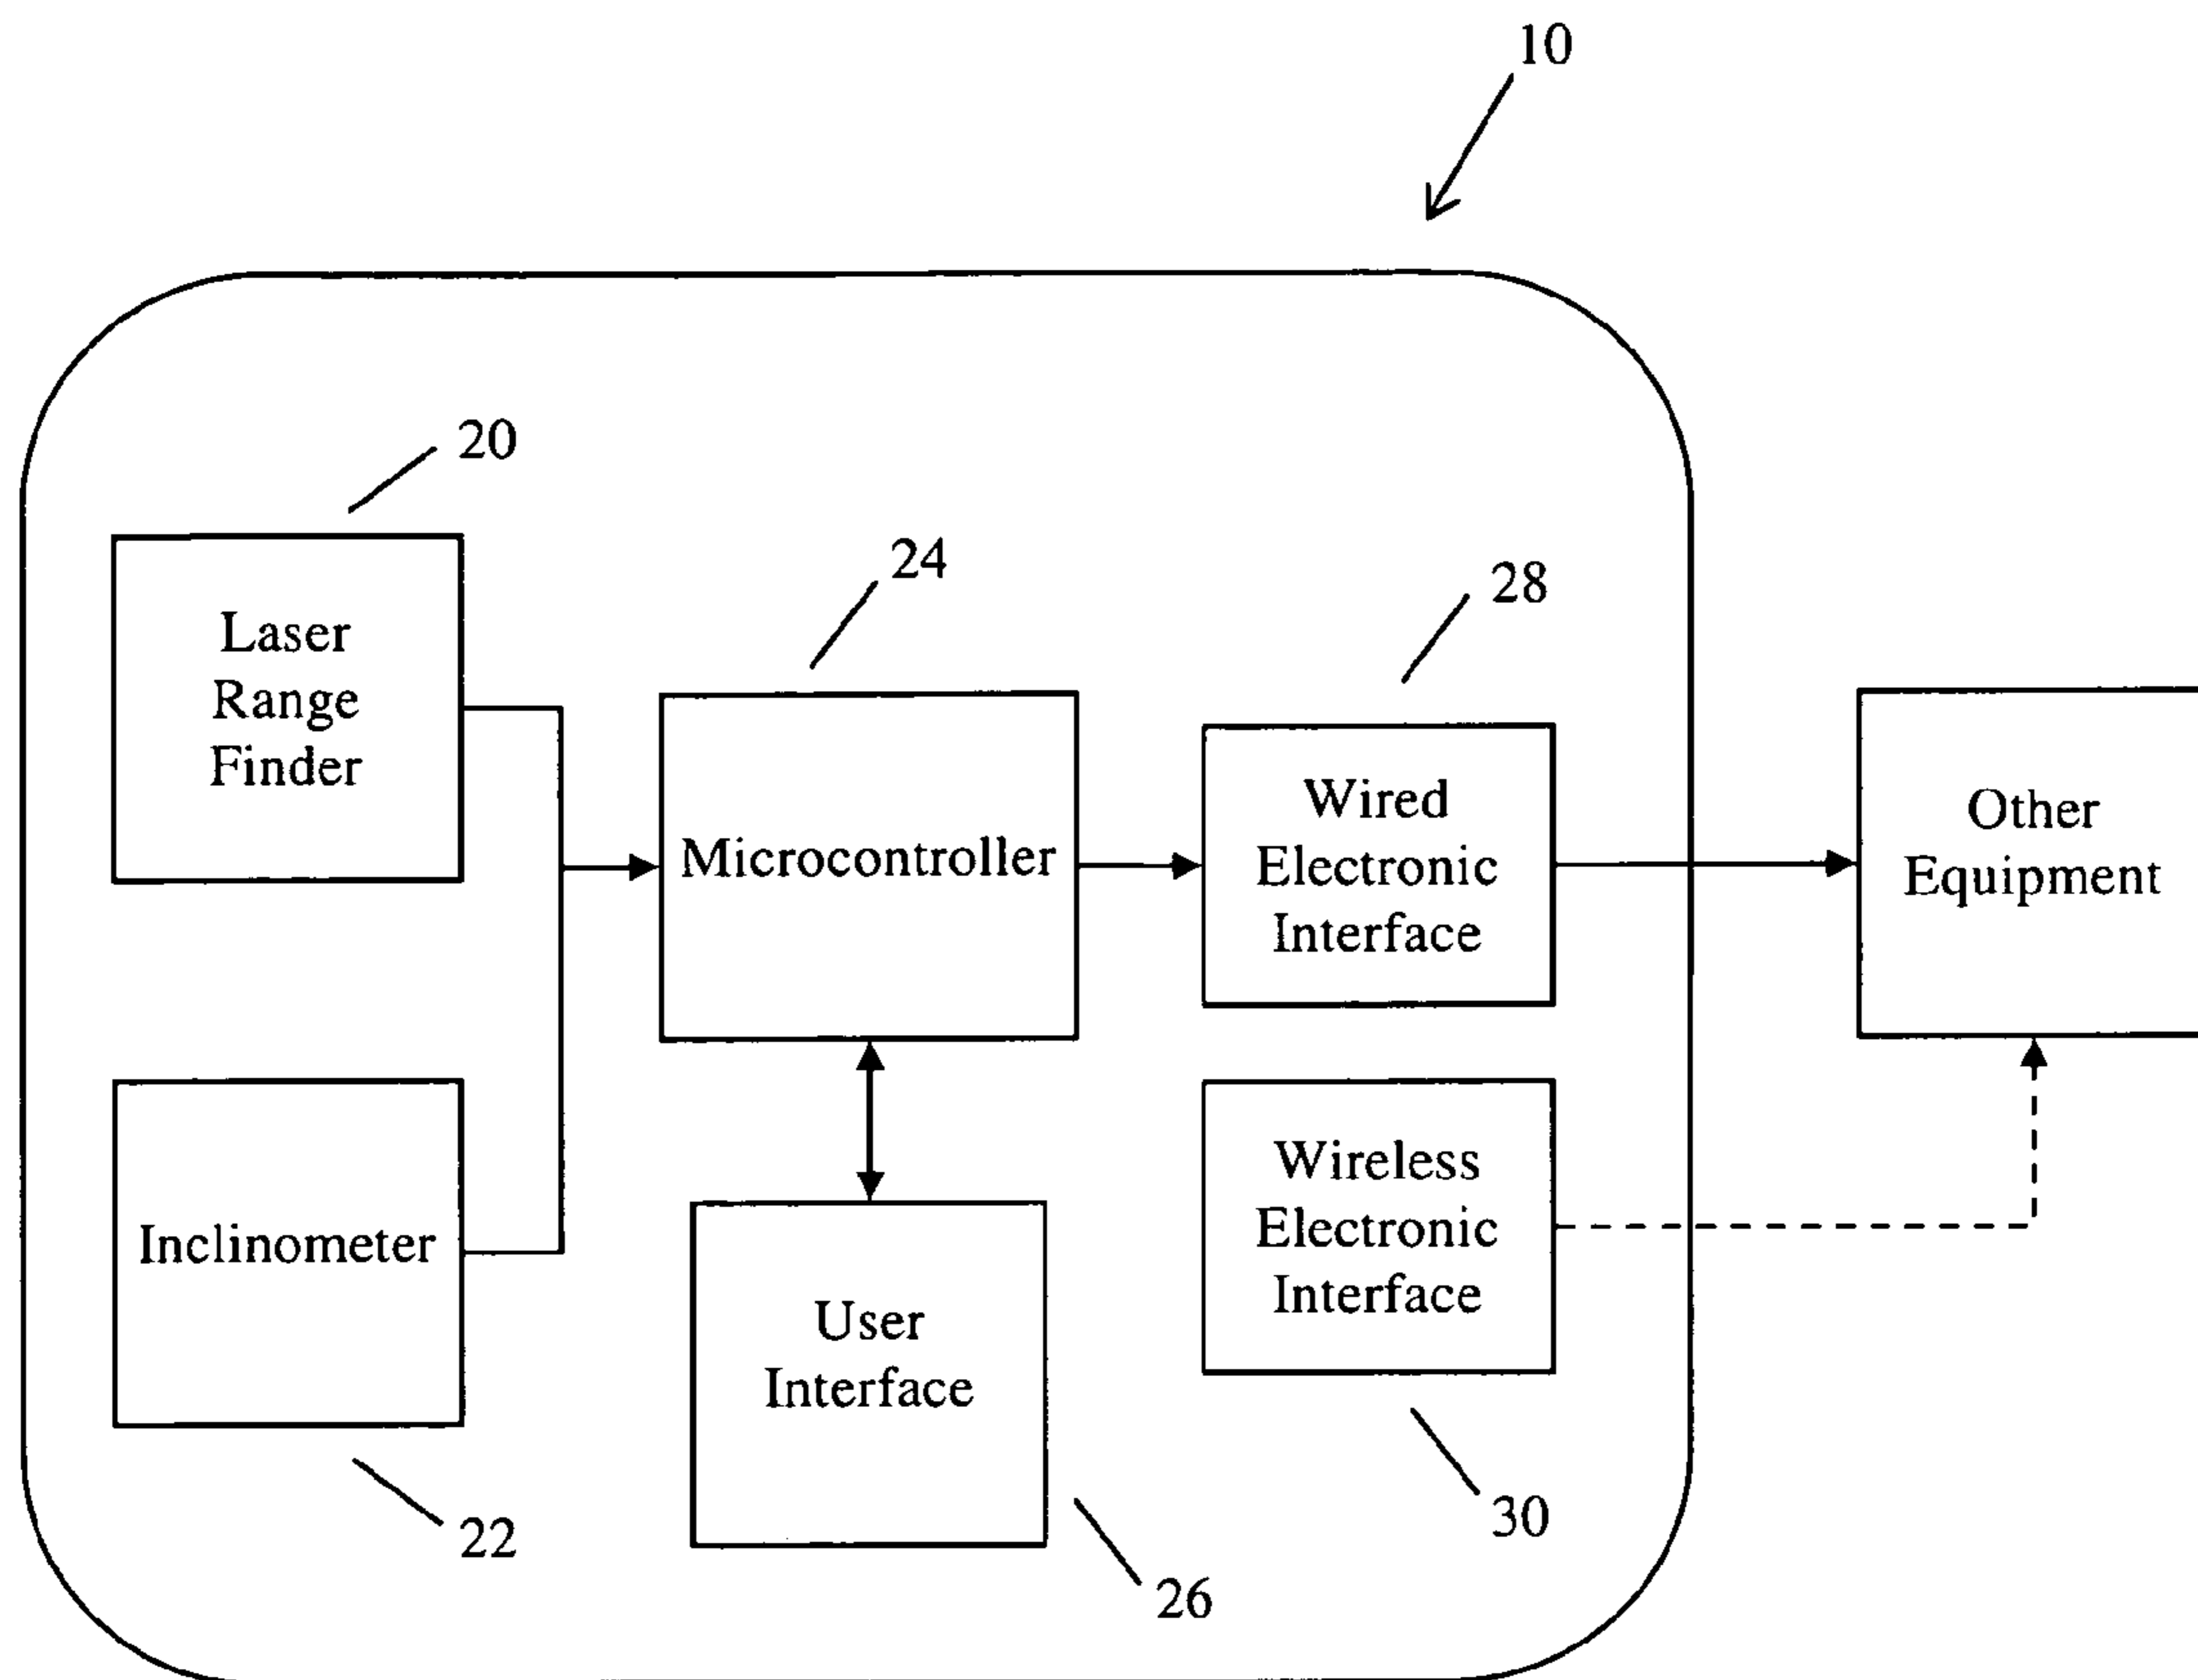 10
20
Laser
Range
Finder
24
Microcontroller
28
Wired
Electronic
Interface
Other
Equipment
Inclinometer
22
User
Interface
26
Wireless
Electronic
Interface
30